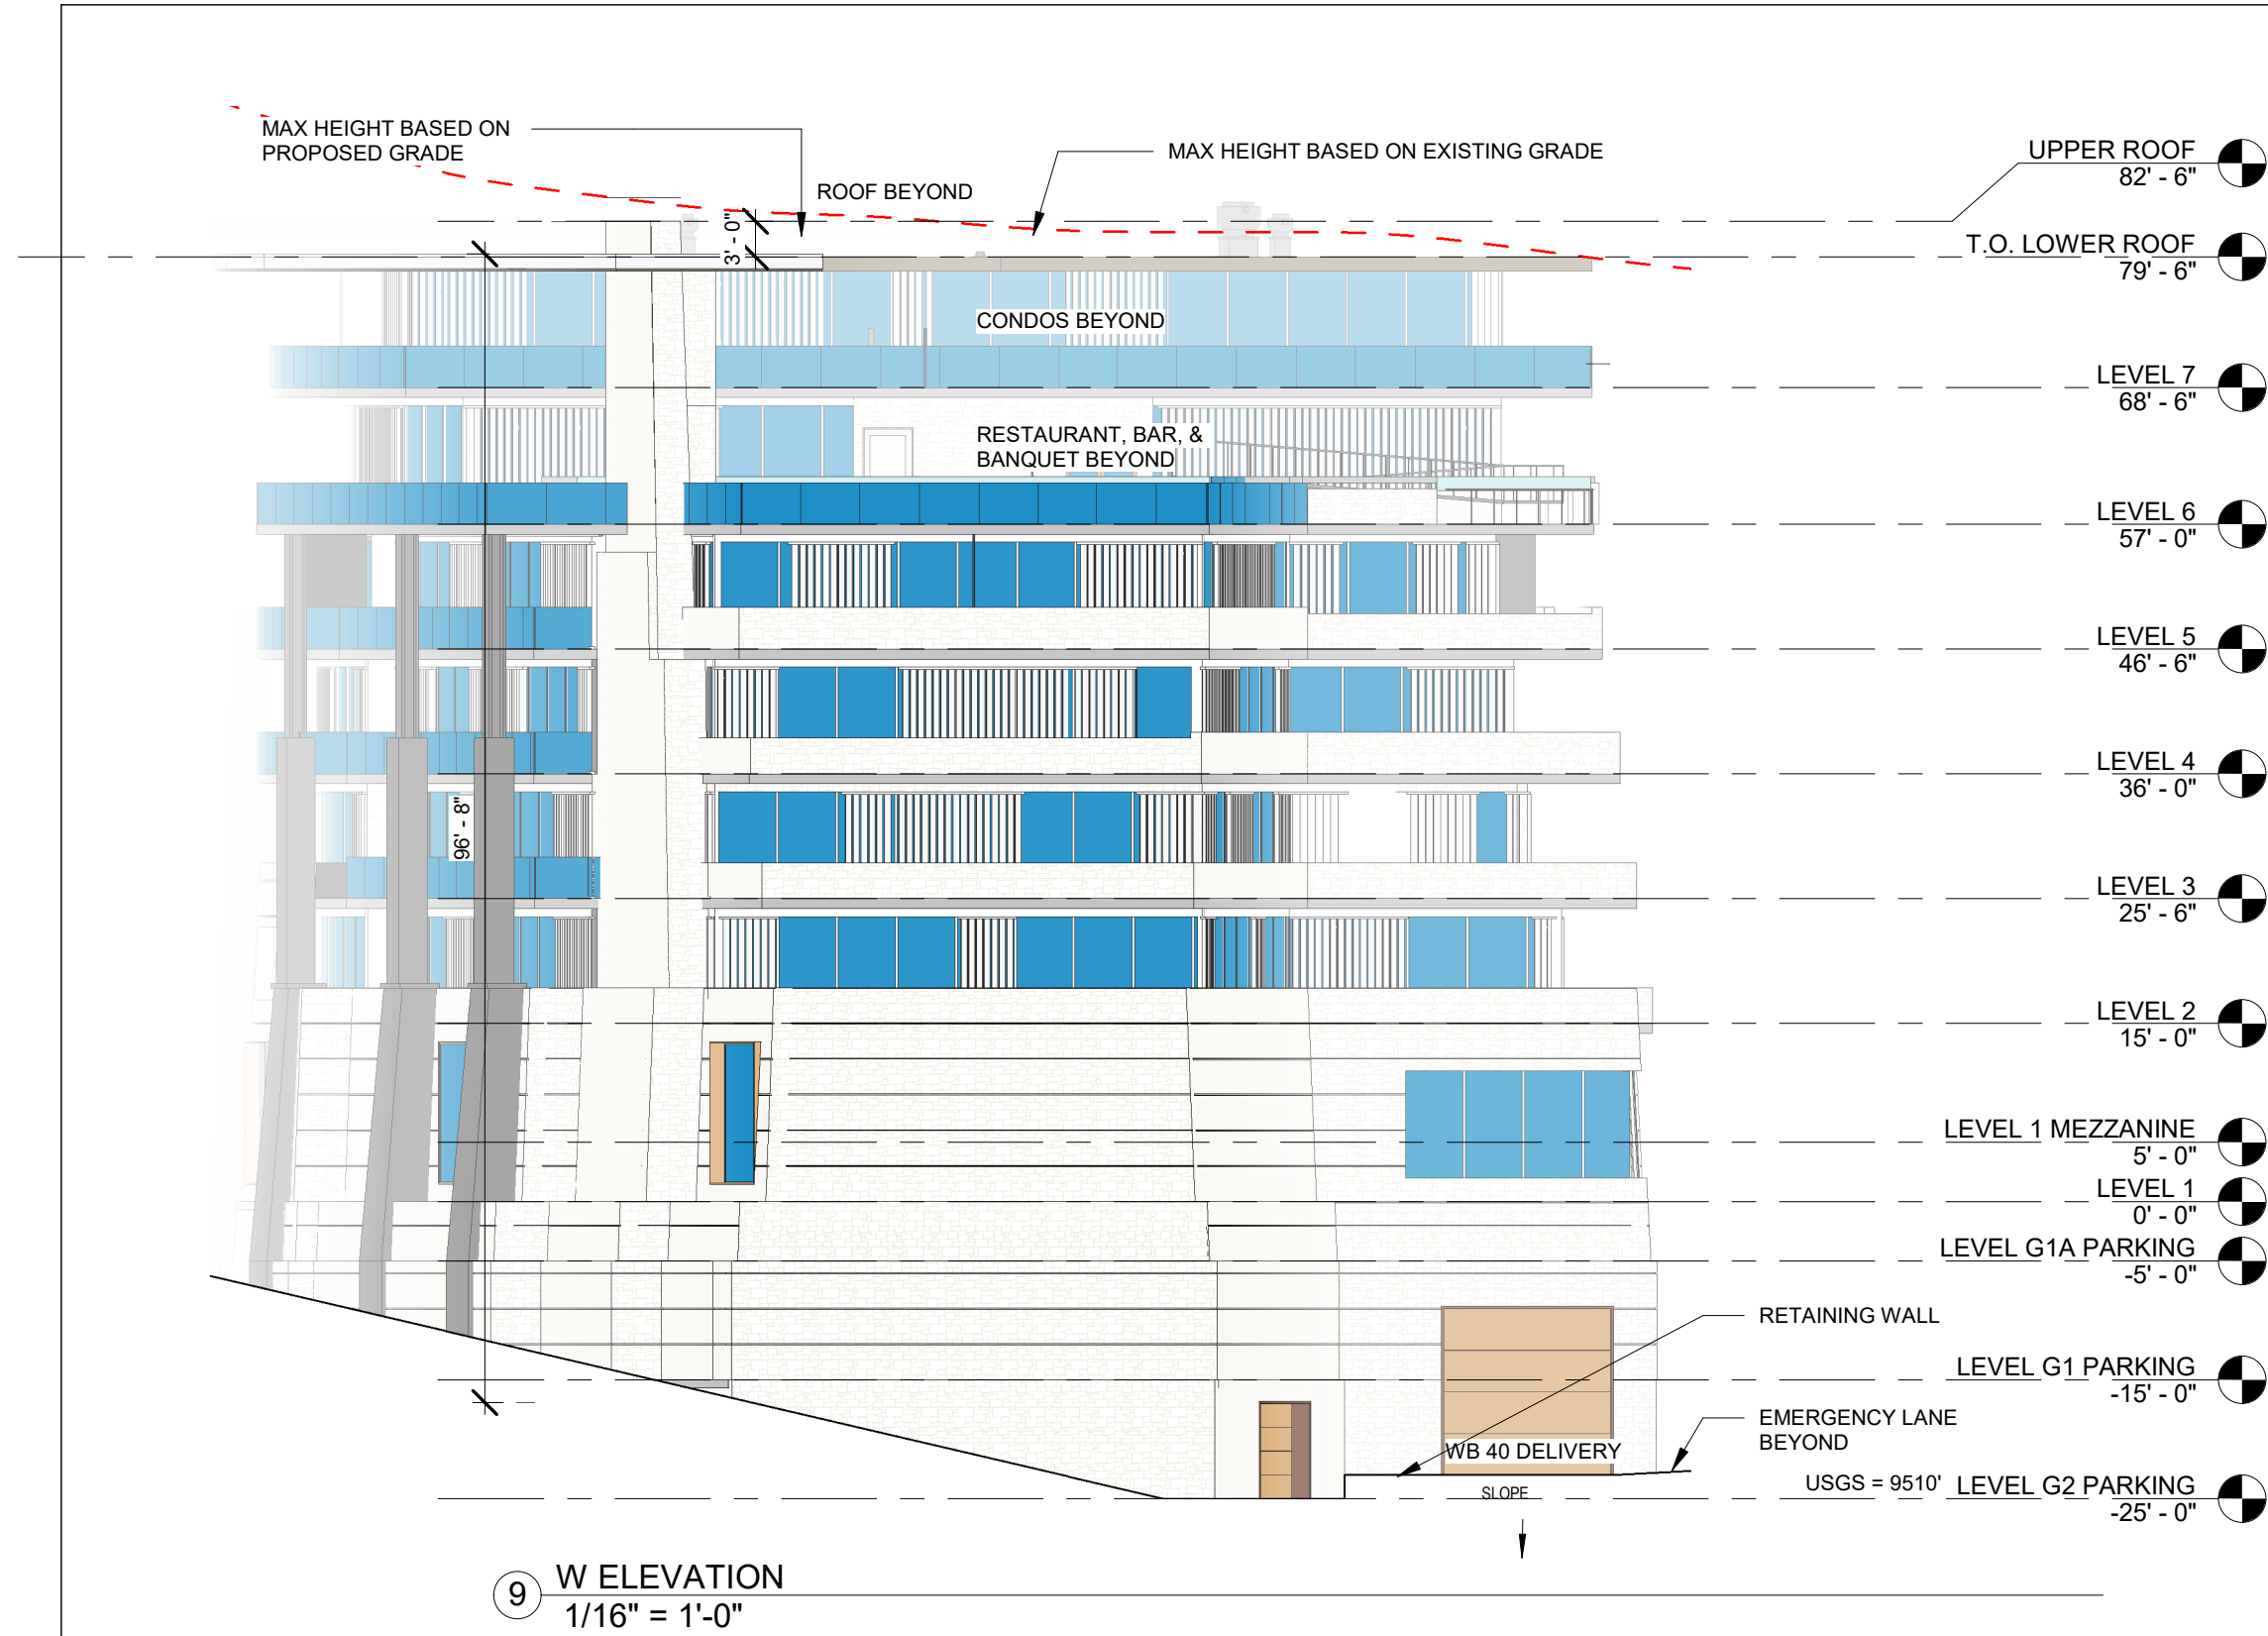 MAX HEIGHT BASED ON
PROPOSED GRADE
MAX HEIGHT BASED ON EXISTING GRADE
ROOF BEYOND
UPPER ROOF
82' - 6"
3' - 0"
T.O. LOWER ROOF
79' - 6"
CONDOS BEYOND
LEVEL 7
68' - 6"
RESTAURANT, BAR, &
BANQUET BEYOND
LEVEL 6
57' - 0"
LEVEL 5
46' - 6"
LEVEL 4
36' - 0"
96' - 8"
LEVEL 3
25' - 6"
LEVEL 2
15' - 0"
LEVEL 1 MEZZANINE
5' - 0"
LEVEL 1
0' - 0"
LEVEL G1A PARKING
-5' - 0"
RETAINING WALL
LEVEL G1 PARKING
-15' - 0"
EMERGENCY LANE
BEYOND
WB 40 DELIVERY
SLOPE
USGS = 9510'
LEVEL G2 PARKING
-25' - 0"
9
W ELEVATION
1/16" = 1'-0"